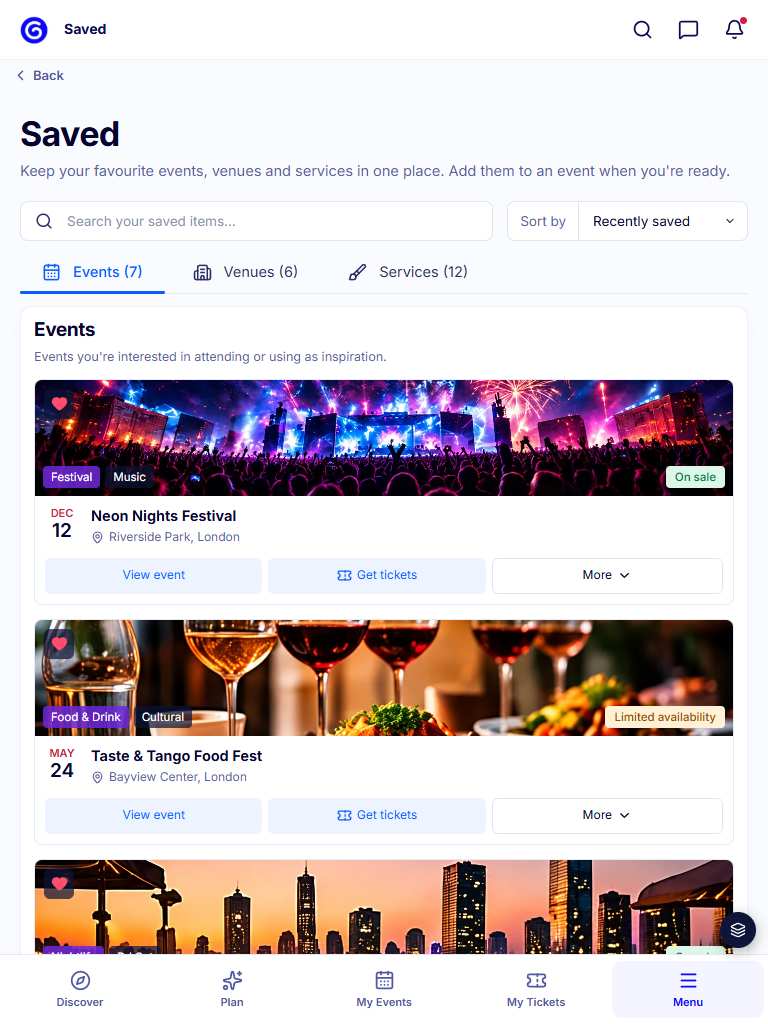 Saved
Back
Saved
Keep your favourite events, venues and services in one place. Add them to an event when you're ready.
Search your saved items...
Sort by
Recently saved
Events (7)
Venues (6)
Services (12)
Events
Events you're interested in attending or using as inspiration.
Festival
Music
On sale
DEC
12
Neon Nights Festival
Riverside Park, London
View event
Get tickets
More
Food & Drink
Cultural
Limited availability
MAY
24
Taste & Tango Food Fest
Bayview Center, London
View event
Get tickets
More
Discover
Plan
My Events
My Tickets
Menu